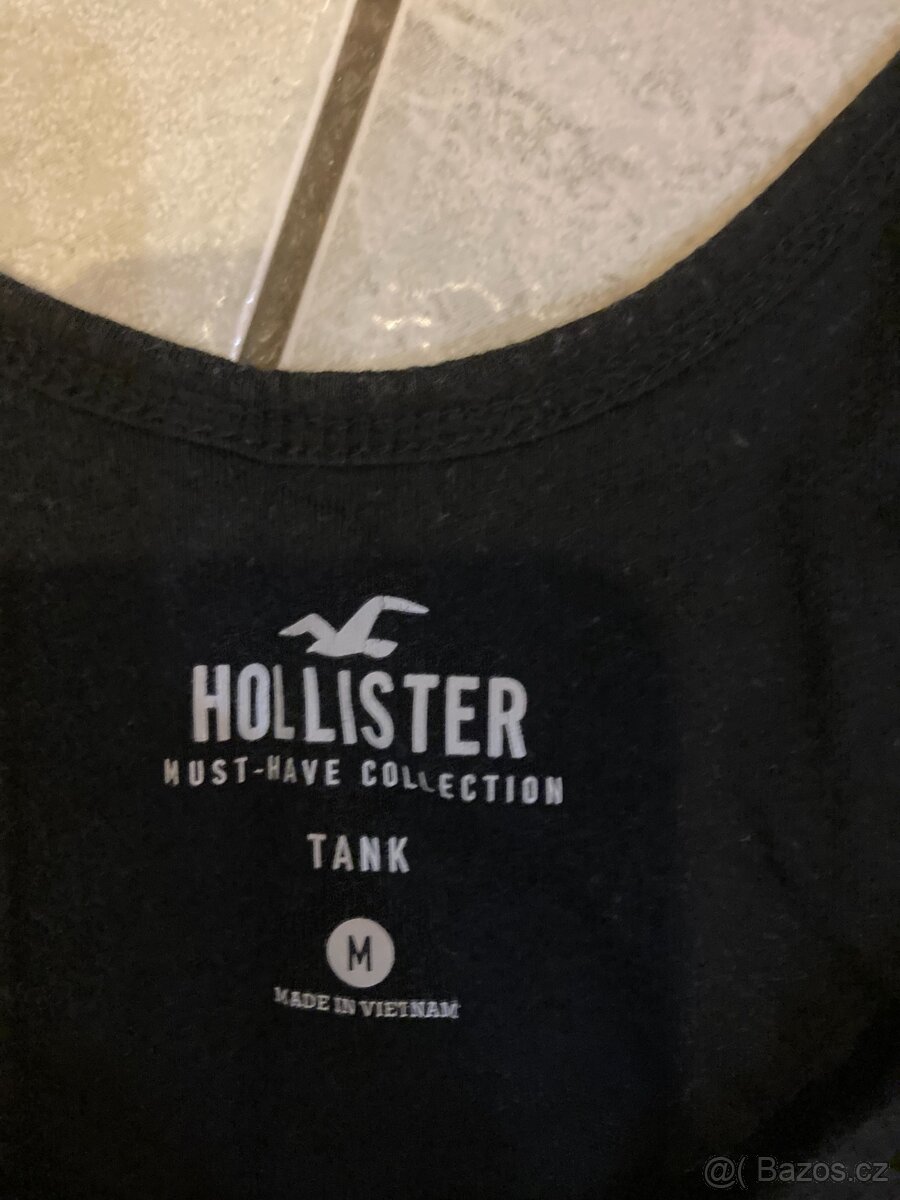 HOLLISTER
MUST-HAVE COLLECTION
TANK
M
MADE IN VIETNAM
@( Bazos.cz